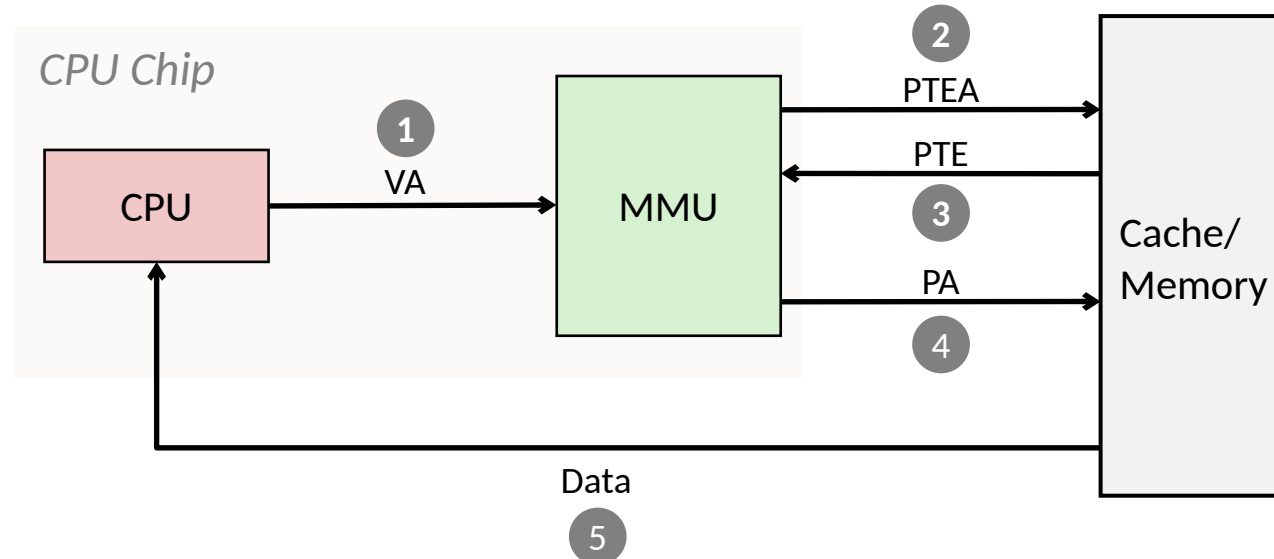 CPU Chip
2
PTEA
1
VA
PTE
CPU
MMU
3
Cache/
Memory
PA
4
Data
5